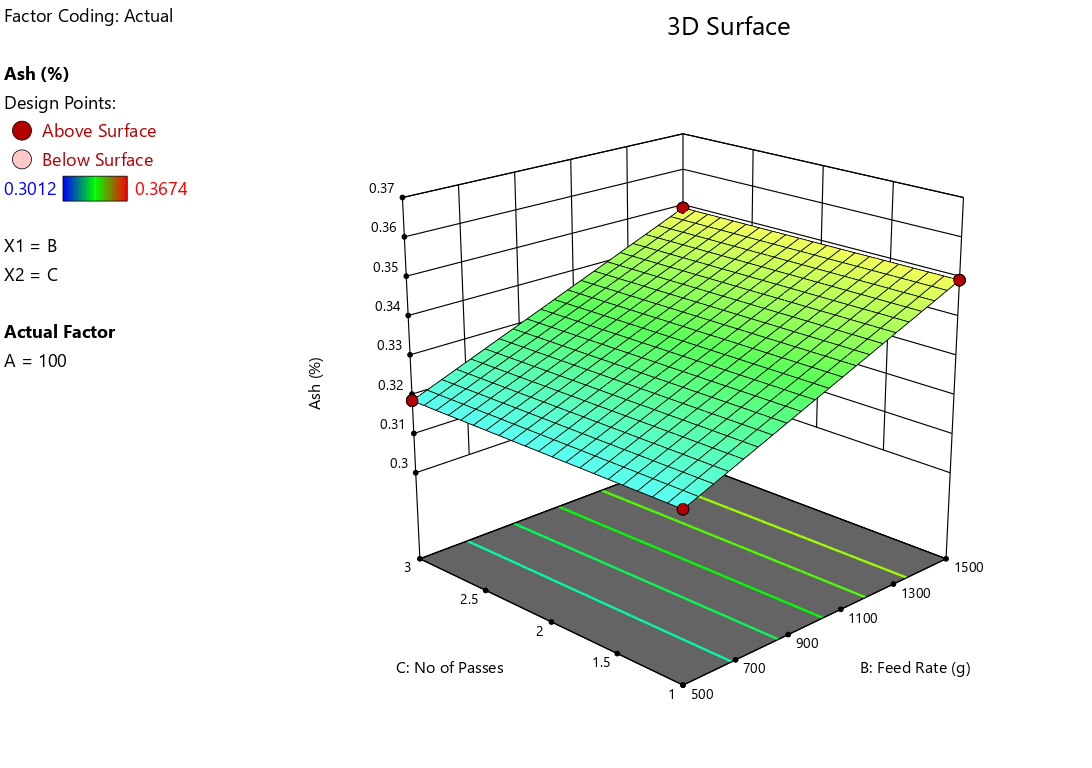 Factor Coding: Actual
3D Surface
Ash (%)
Design Points:
Above Surface
Below Surface
0.3012 0.3674
X1 = B
X2 = C
Actual Factor
A = 100
0.37
0.36
0.35
0.34
0.33
0.32
0.31
0.3
Ash (%)
3
2.5
2
1.5
1
500
700
900
1100
1300
1500
C: No of Passes
B: Feed Rate (g)